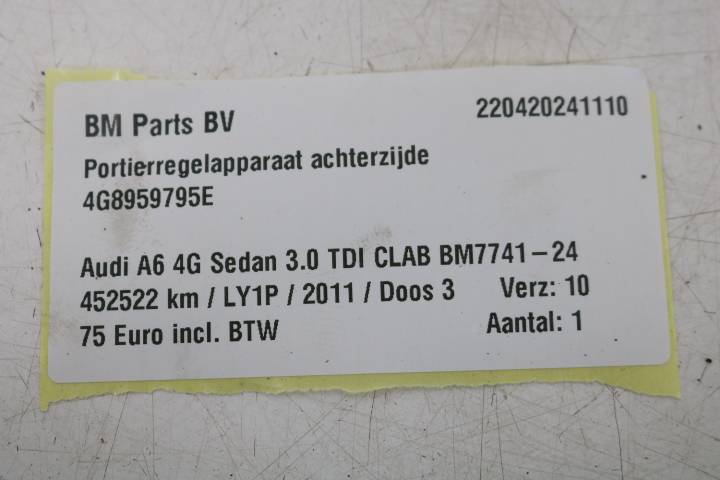 BM Parts BV 220420241110
Portierregelapparaat achterzijde
4G8959795E
Audi A6 4G Sedan 3.0 TDI CLAB BM7741-24
452522 km / LY1P / 2011 / Doos 3 Verz: 10
75 Euro incl. BTW Aantal: 1